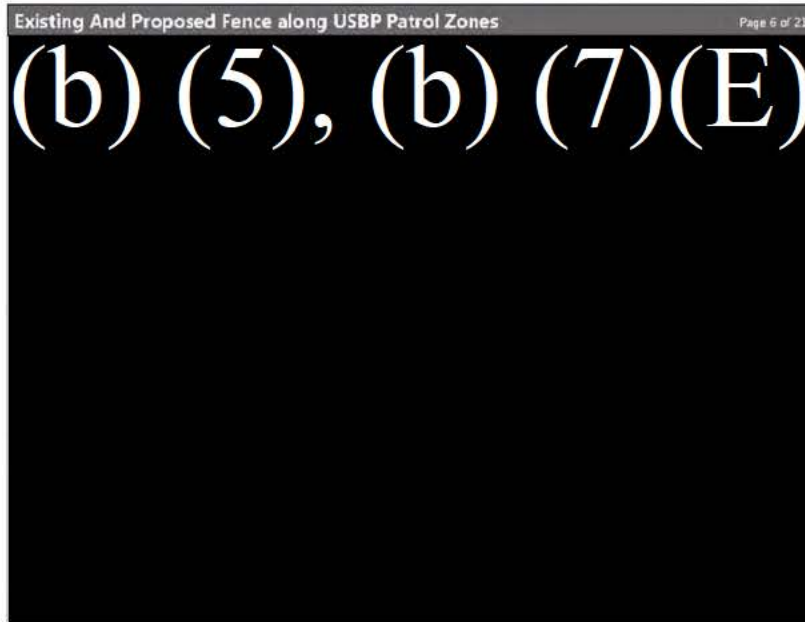 Existing And Proposed Fence along USBP Patrol Zones
Page 6 of 21
(b) (5), (b) (7)(E)